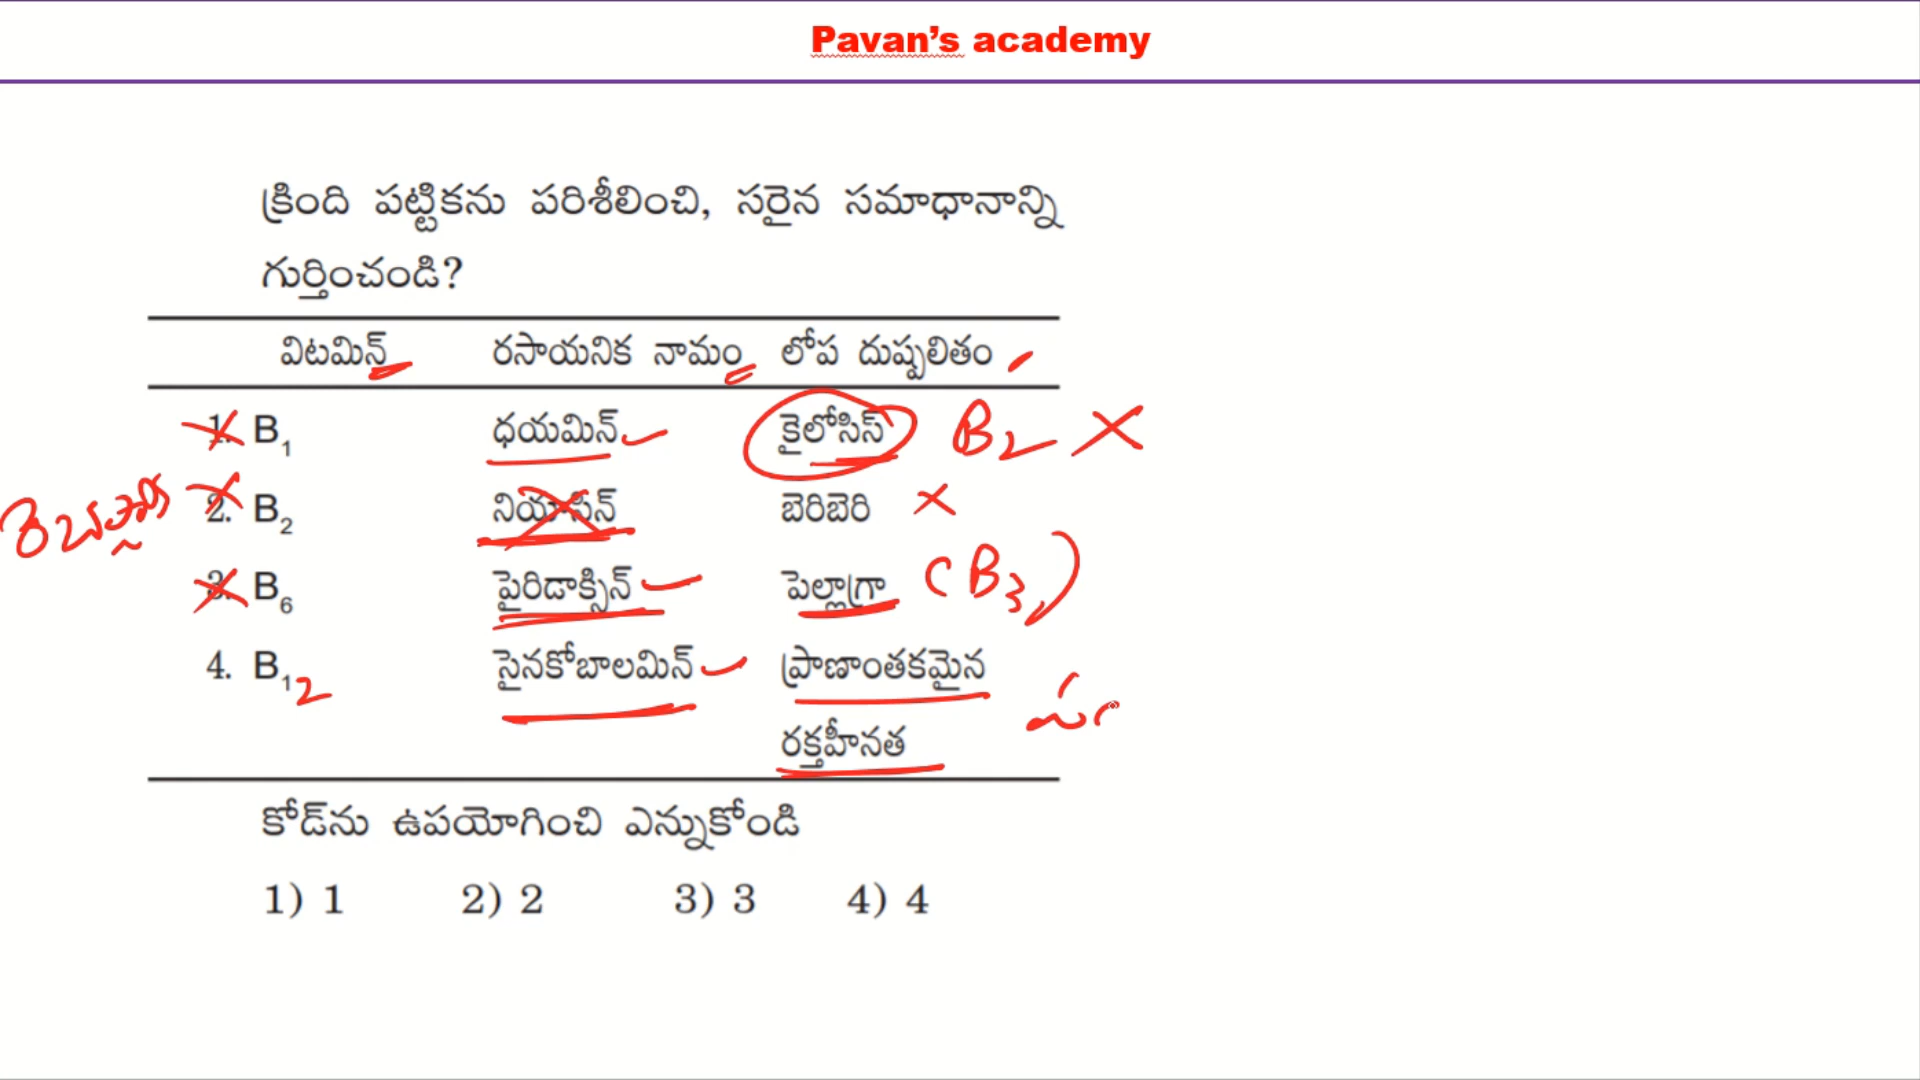 Pavan’s academy
క్రింది పట్టికను పరిశీలించి, సరైన సమాధానాన్ని
గుర్తించండి?
విటమిన్ రసాయనిక నామం లోప దుష్ఫలితం
1. B₁ ధయమిన్ కైలోసిస్ B₂
2. B₂ నియాసిన్ బెరిబెరి
3. B₆ పైరిడాక్సిన్ పెల్లాగ్రా (B₃)
4. B₁₂ సైనకోబాలమిన్ ప్రాణాంతకమైన
రక్తహీనత
కోడ్‌ను ఉపయోగించి ఎన్నుకోండి
1) 1 2) 2 3) 3 4) 4